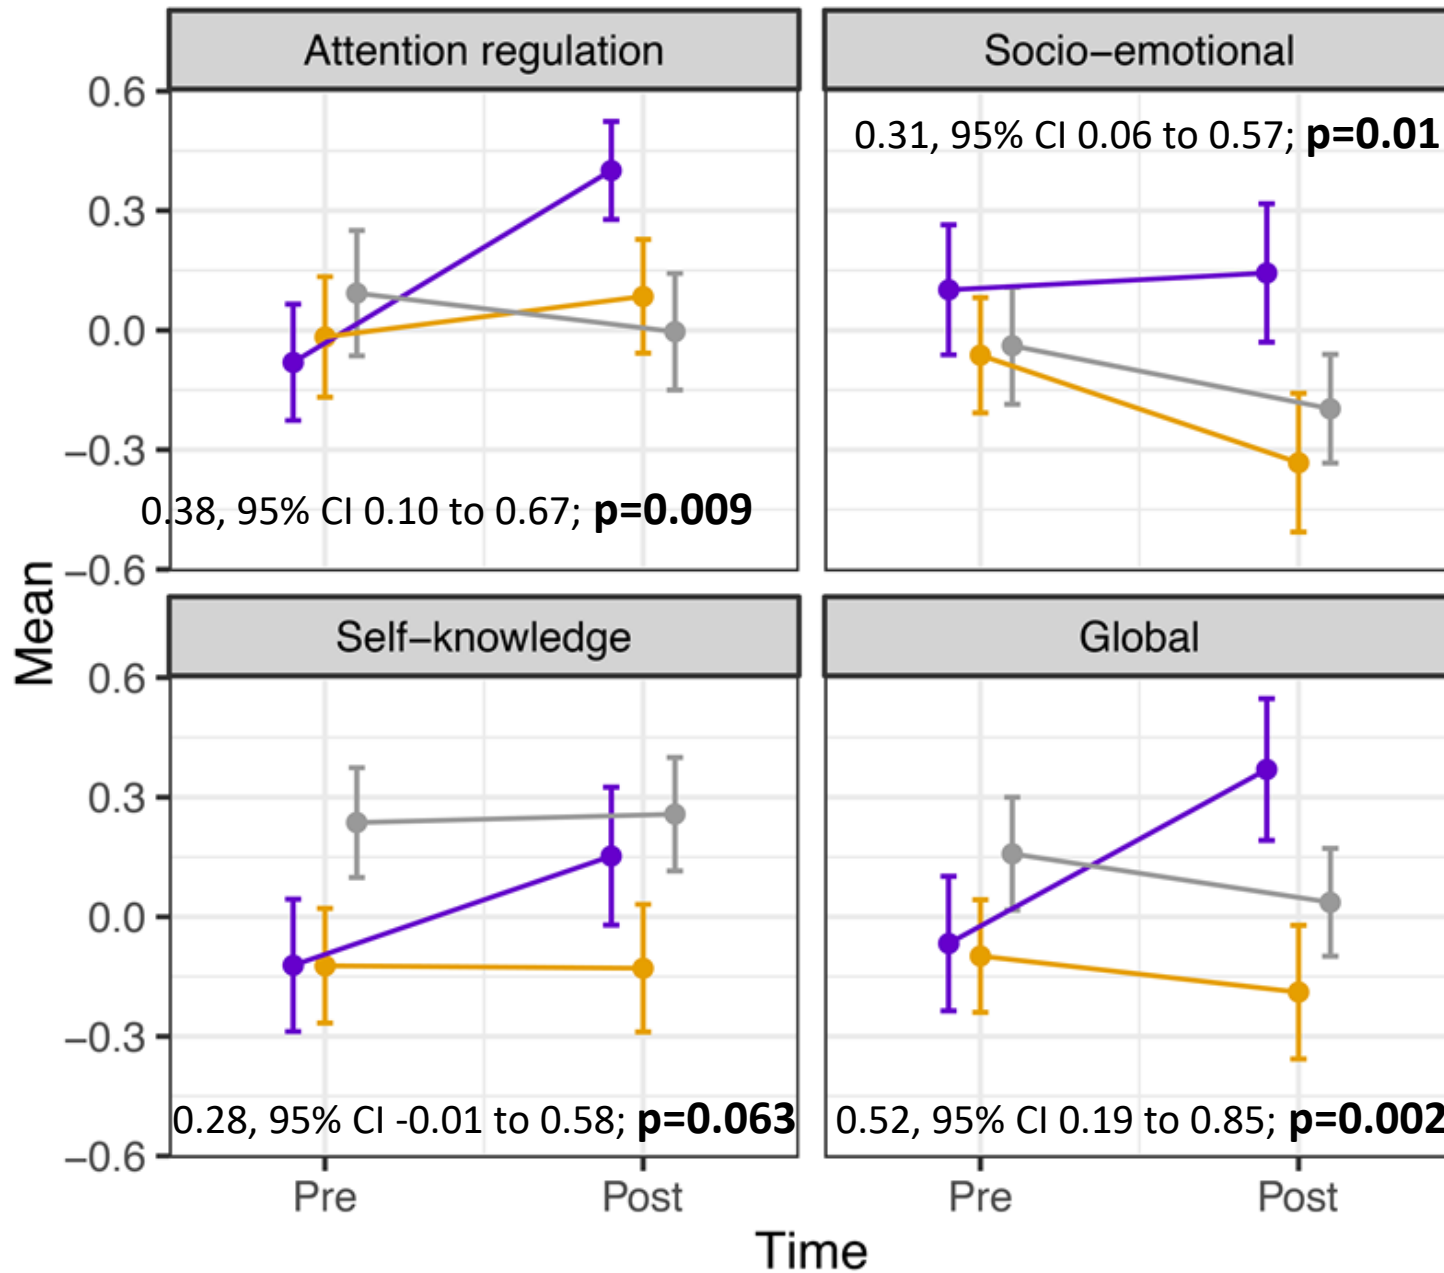 Attention regulation
Socio−emotional
0.6
0.3
0.0
−0.3
−0.6
0.31, 95% CI 0.06 to 0.57; p=0.01
0.38, 95% CI 0.10 to 0.67; p=0.009
Mean
Self−knowledge
Global
0.6
0.3
0.0
−0.3
−0.6
0.28, 95% CI -0.01 to 0.58; p=0.063
0.52, 95% CI 0.19 to 0.85; p=0.002
Pre
Post
Pre
Post
Time